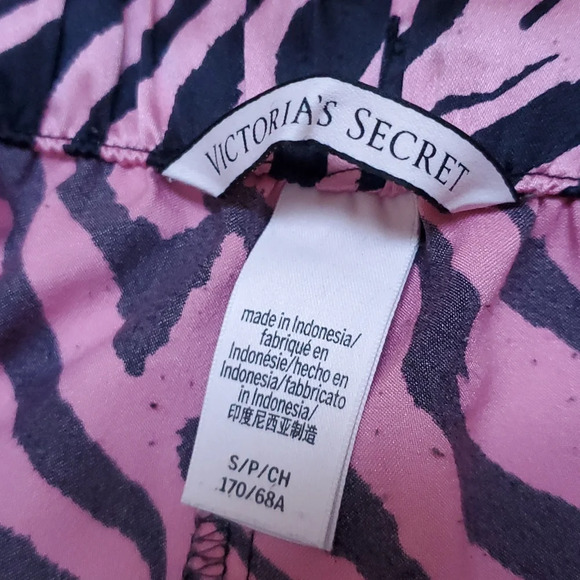 VICTORIA'S SECRET
made in Indonesia/
fabriqué en
Indonésie/hecho en
Indonesia/fabbricato
in Indonesia/
印度尼西亚制造
S/P/CH
170/68A